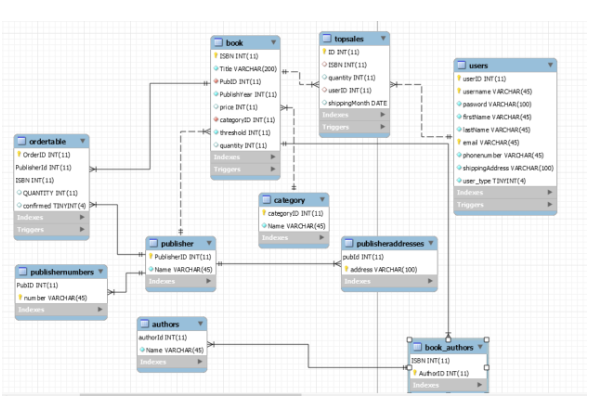 book
ISBN INT(11)
Title VARCHAR(200)
PubID INT(11)
PublishYear INT(11)
price INT(11)
categoryID INT(11)
threshold INT(11)
quantity INT(11)
Indexes
Triggers
topsales
ID INT(11)
ISBN INT(11)
quantity INT(11)
userID INT(11)
shippingMonth DATE
Indexes
Triggers
users
userID INT(11)
username VARCHAR(45)
password VARCHAR(100)
firstName VARCHAR(45)
lastName VARCHAR(45)
email VARCHAR(45)
phonenumber VARCHAR(45)
shippingAddress VARCHAR(100)
user_type TINYINT(4)
Indexes
Triggers
ordertable
OrderID INT(11)
PublisherId INT(11)
ISBN INT(11)
QUANTITY INT(11)
confirmed TINYINT(4)
Indexes
Triggers
category
categoryID INT(11)
Name VARCHAR(45)
Indexes
publisher
PublisherID INT(11)
Name VARCHAR(45)
Indexes
publisheraddresses
pubId INT(11)
address VARCHAR(100)
Indexes
publishernumbers
PubID INT(11)
number VARCHAR(45)
Indexes
authors
authorId INT(11)
Name VARCHAR(45)
Indexes
book_authors
ISBN INT(11)
AuthorID INT(11)
Indexes